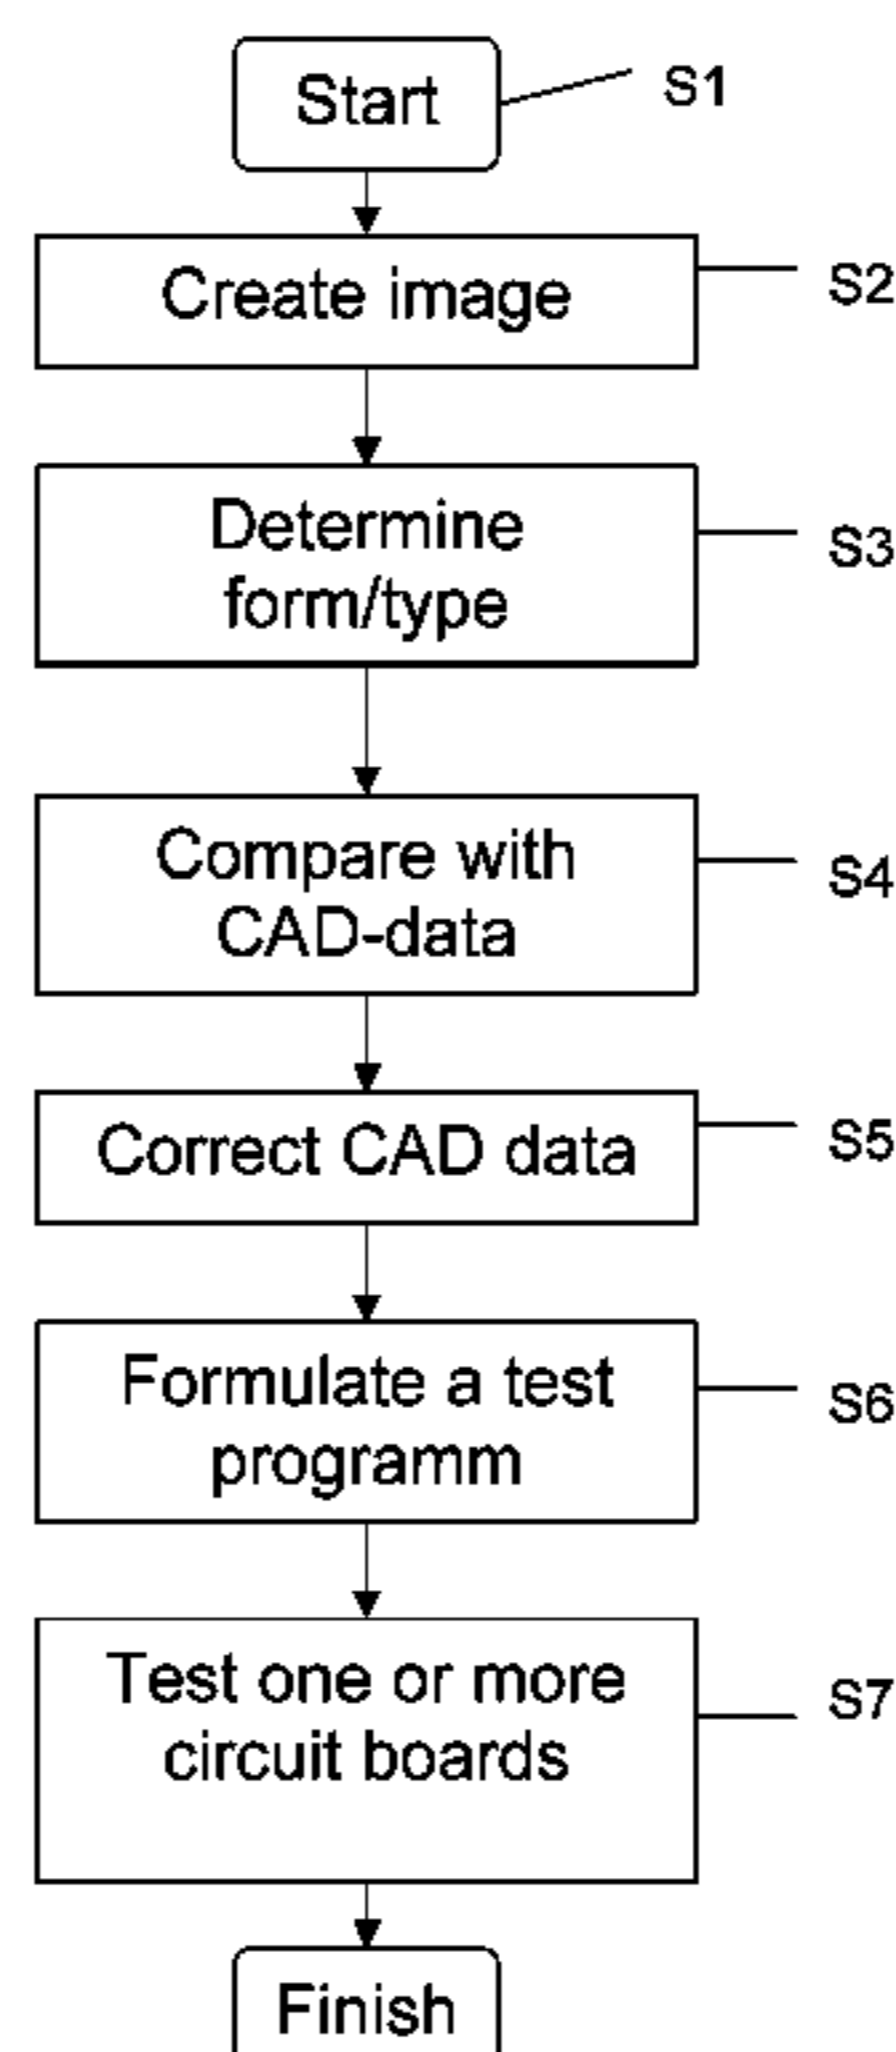 Start
S1
Create image
S2
Determine
form/type
S3
Compare with
CAD-data
S4
Correct CAD data
S5
Formulate a test
programm
S6
Test one or more
circuit boards
S7
Finish